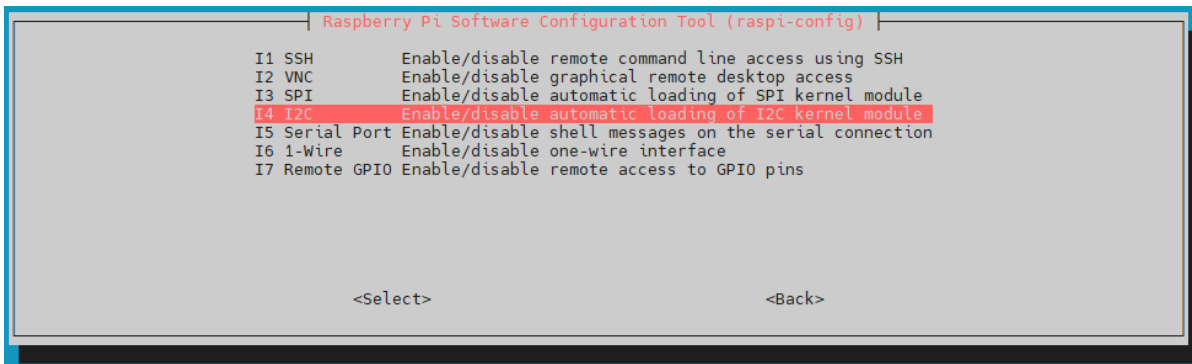 Raspberry Pi Software Configuration Tool (raspi-config)
I1 SSH Enable/disable remote command line access using SSH
I2 VNC Enable/disable graphical remote desktop access
I3 SPI Enable/disable automatic loading of SPI kernel module
I4 I2C Enable/disable automatic loading of I2C kernel module
I5 Serial Port Enable/disable shell messages on the serial connection
I6 1-Wire Enable/disable one-wire interface
I7 Remote GPIO Enable/disable remote access to GPIO pins
<Select> <Back>